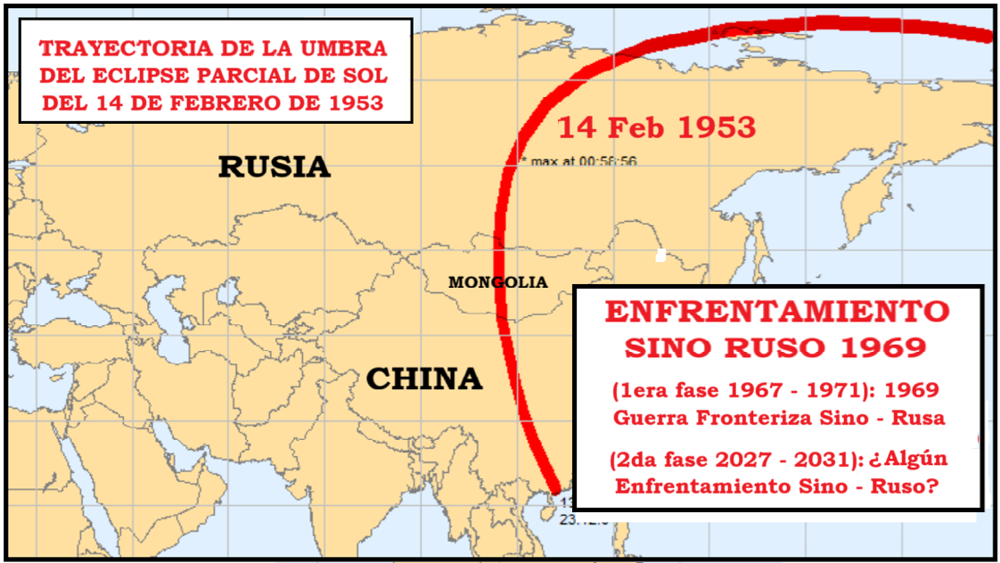 TRAYECTORIA DE LA UMBRA
DEL ECLIPSE PARCIAL DE SOL
DEL 14 DE FEBRERO DE 1953
14 Feb 1953
* max at 00:58:56
RUSIA
MONGOLIA
CHINA
ENFRENTAMIENTO
SINO RUSO 1969
(1era fase 1967 - 1971): 1969
Guerra Fronteriza Sino - Rusa
(2da fase 2027 - 2031): ¿Algún
Enfrentamiento Sino - Ruso?